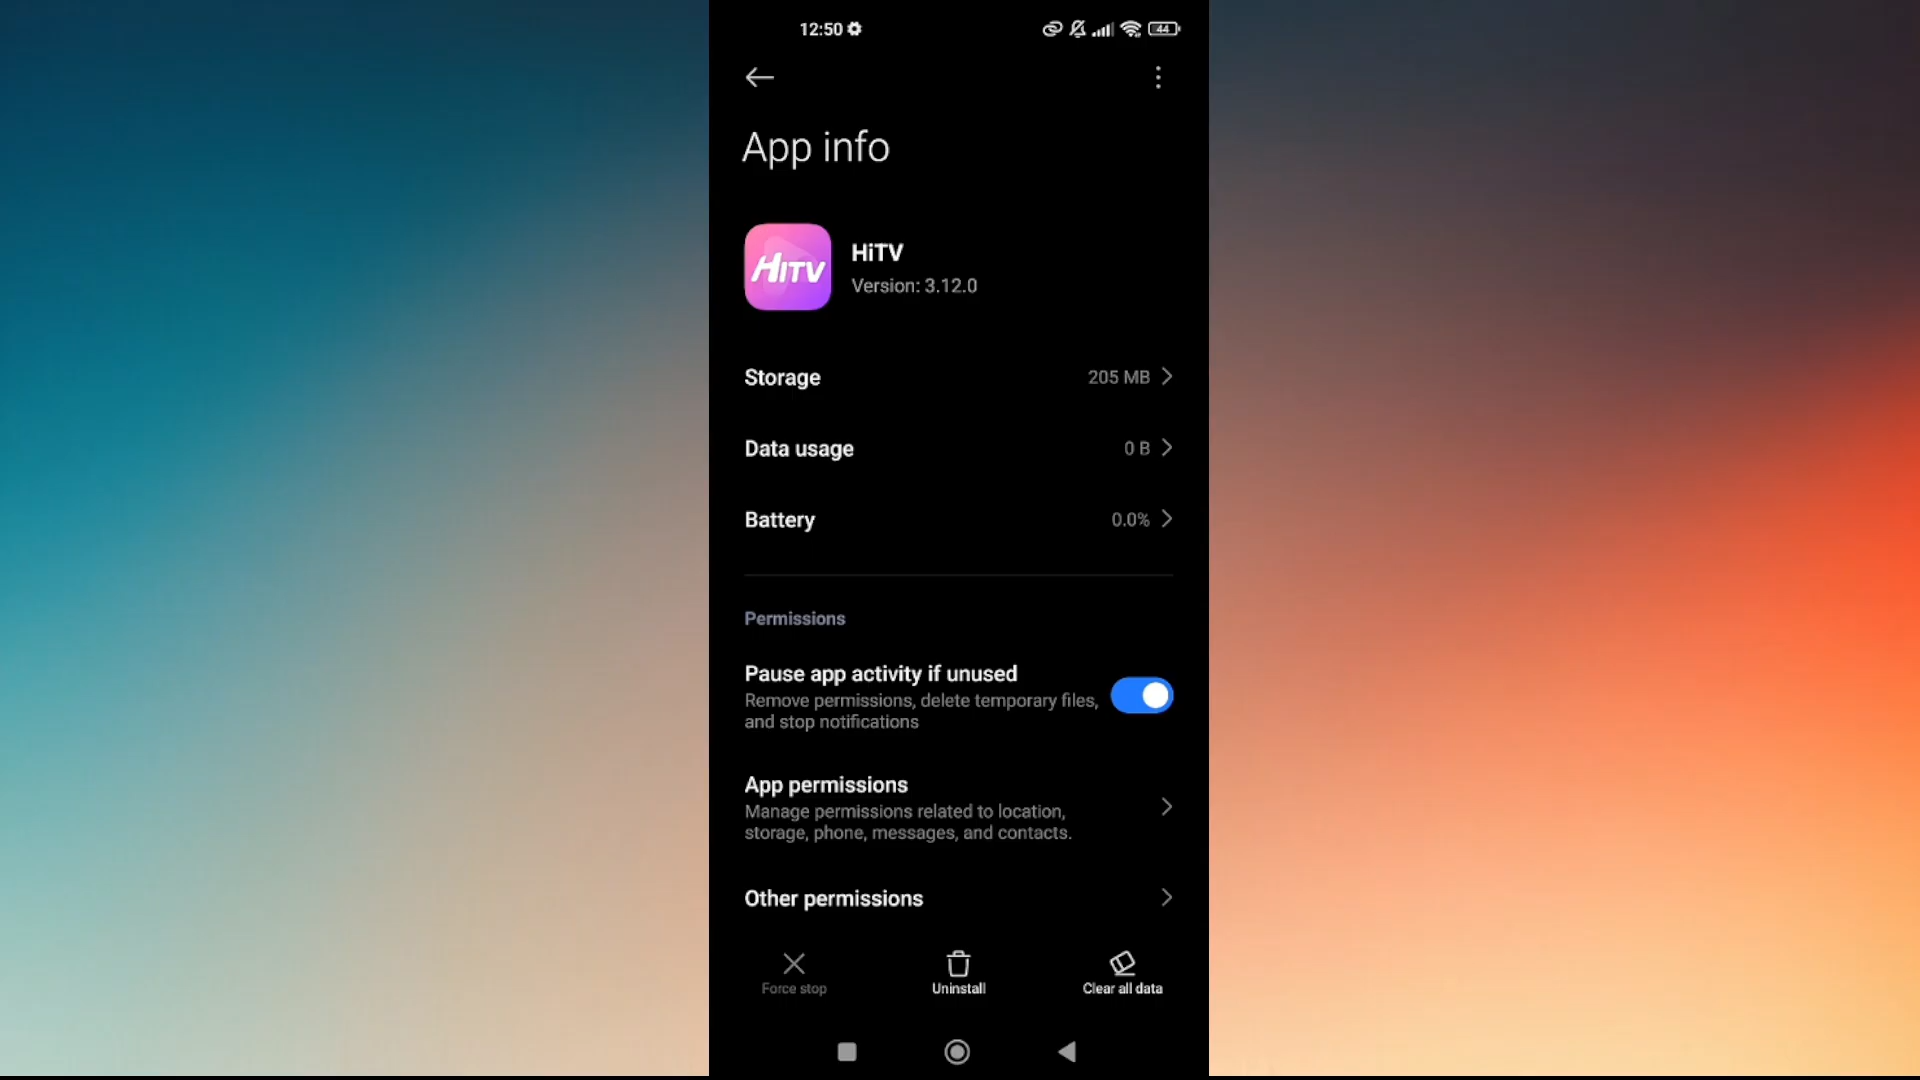 12:50
44
App info
HiTV
HiTV
Version: 3.12.0
Storage
205 MB
Data usage
0 B
Battery
0.0%
Permissions
Pause app activity if unused
Remove permissions, delete temporary files,
and stop notifications
App permissions
Manage permissions related to location,
storage, phone, messages, and contacts.
Other permissions
Force stop
Uninstall
Clear all data